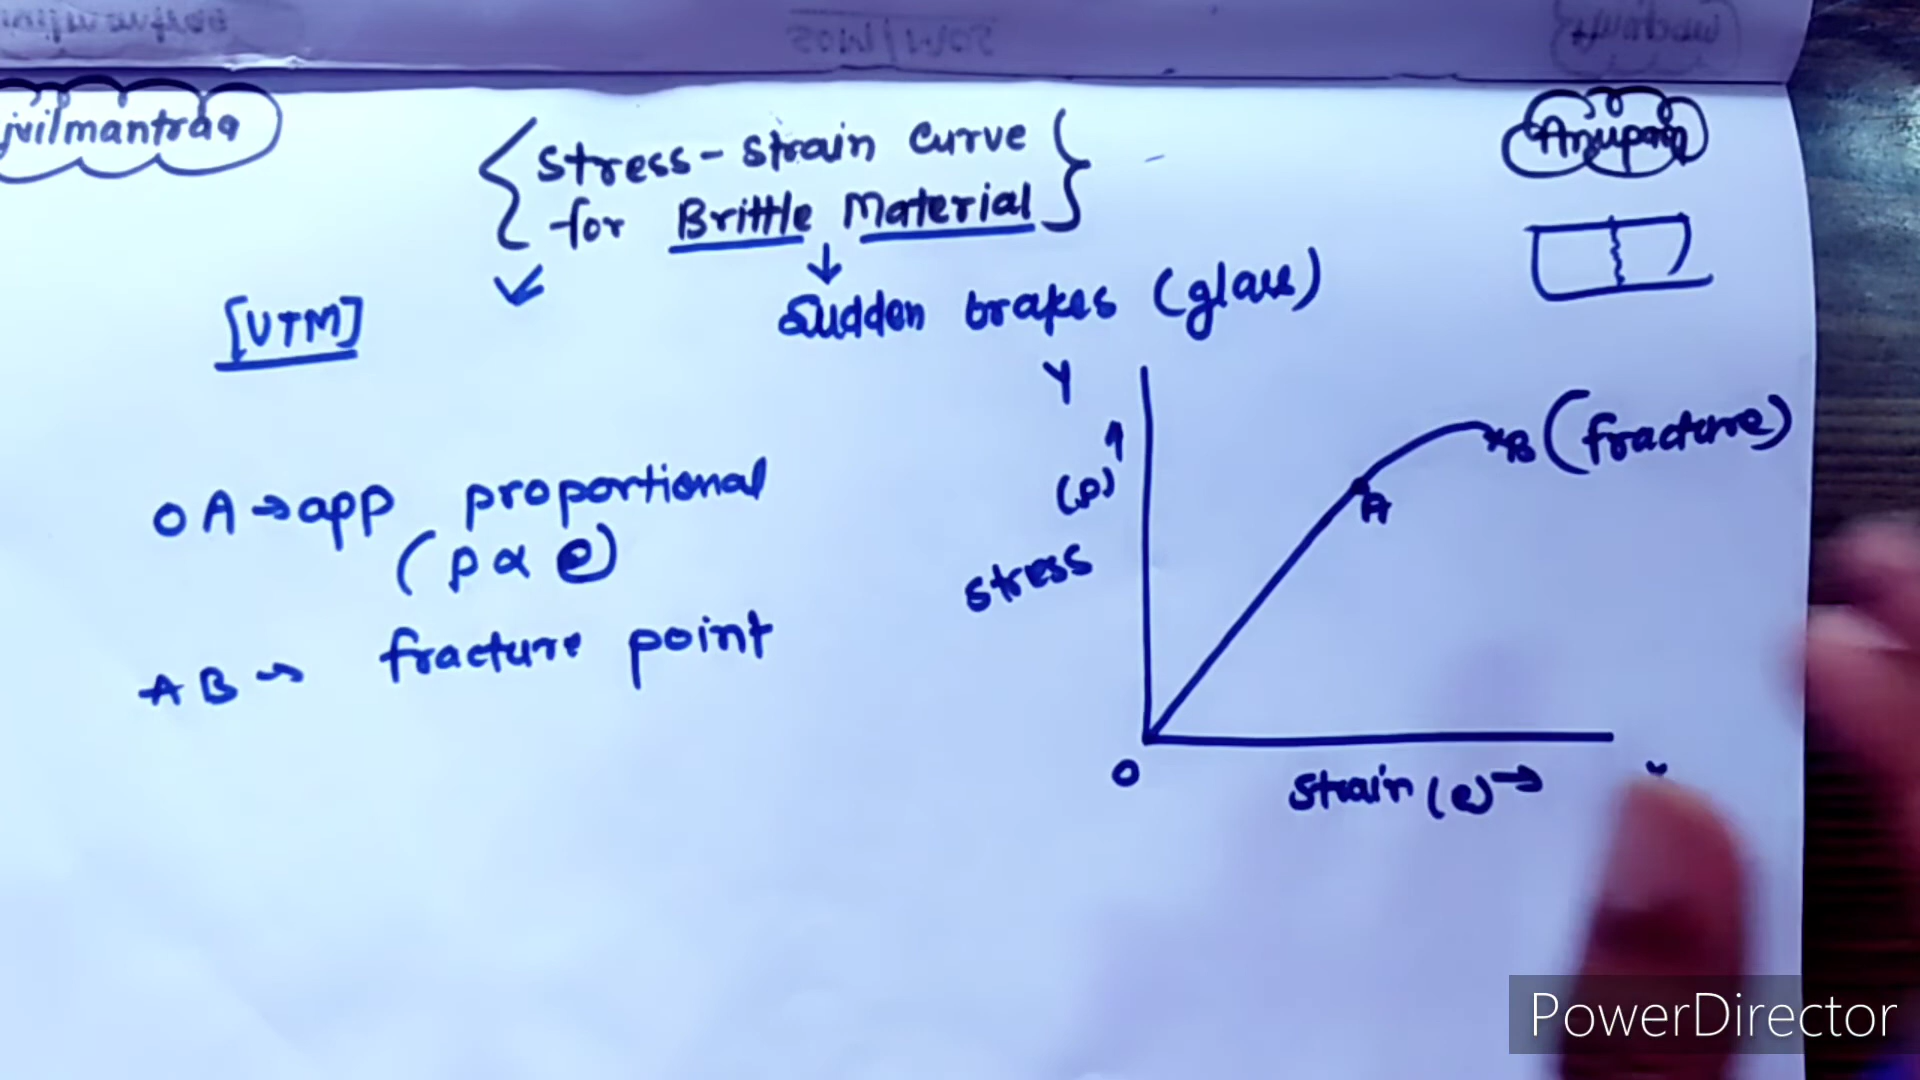 civilmantraa
Anupam
Stress-strain curve
for Brittle Material
Sudden brakes (glass)
[UTM]
OA → app proportional
(p ∝ e)
AB → fracture point
Y
(p) ↑
stress
A
B (fracture)
O
Strain (e) →
PowerDirector